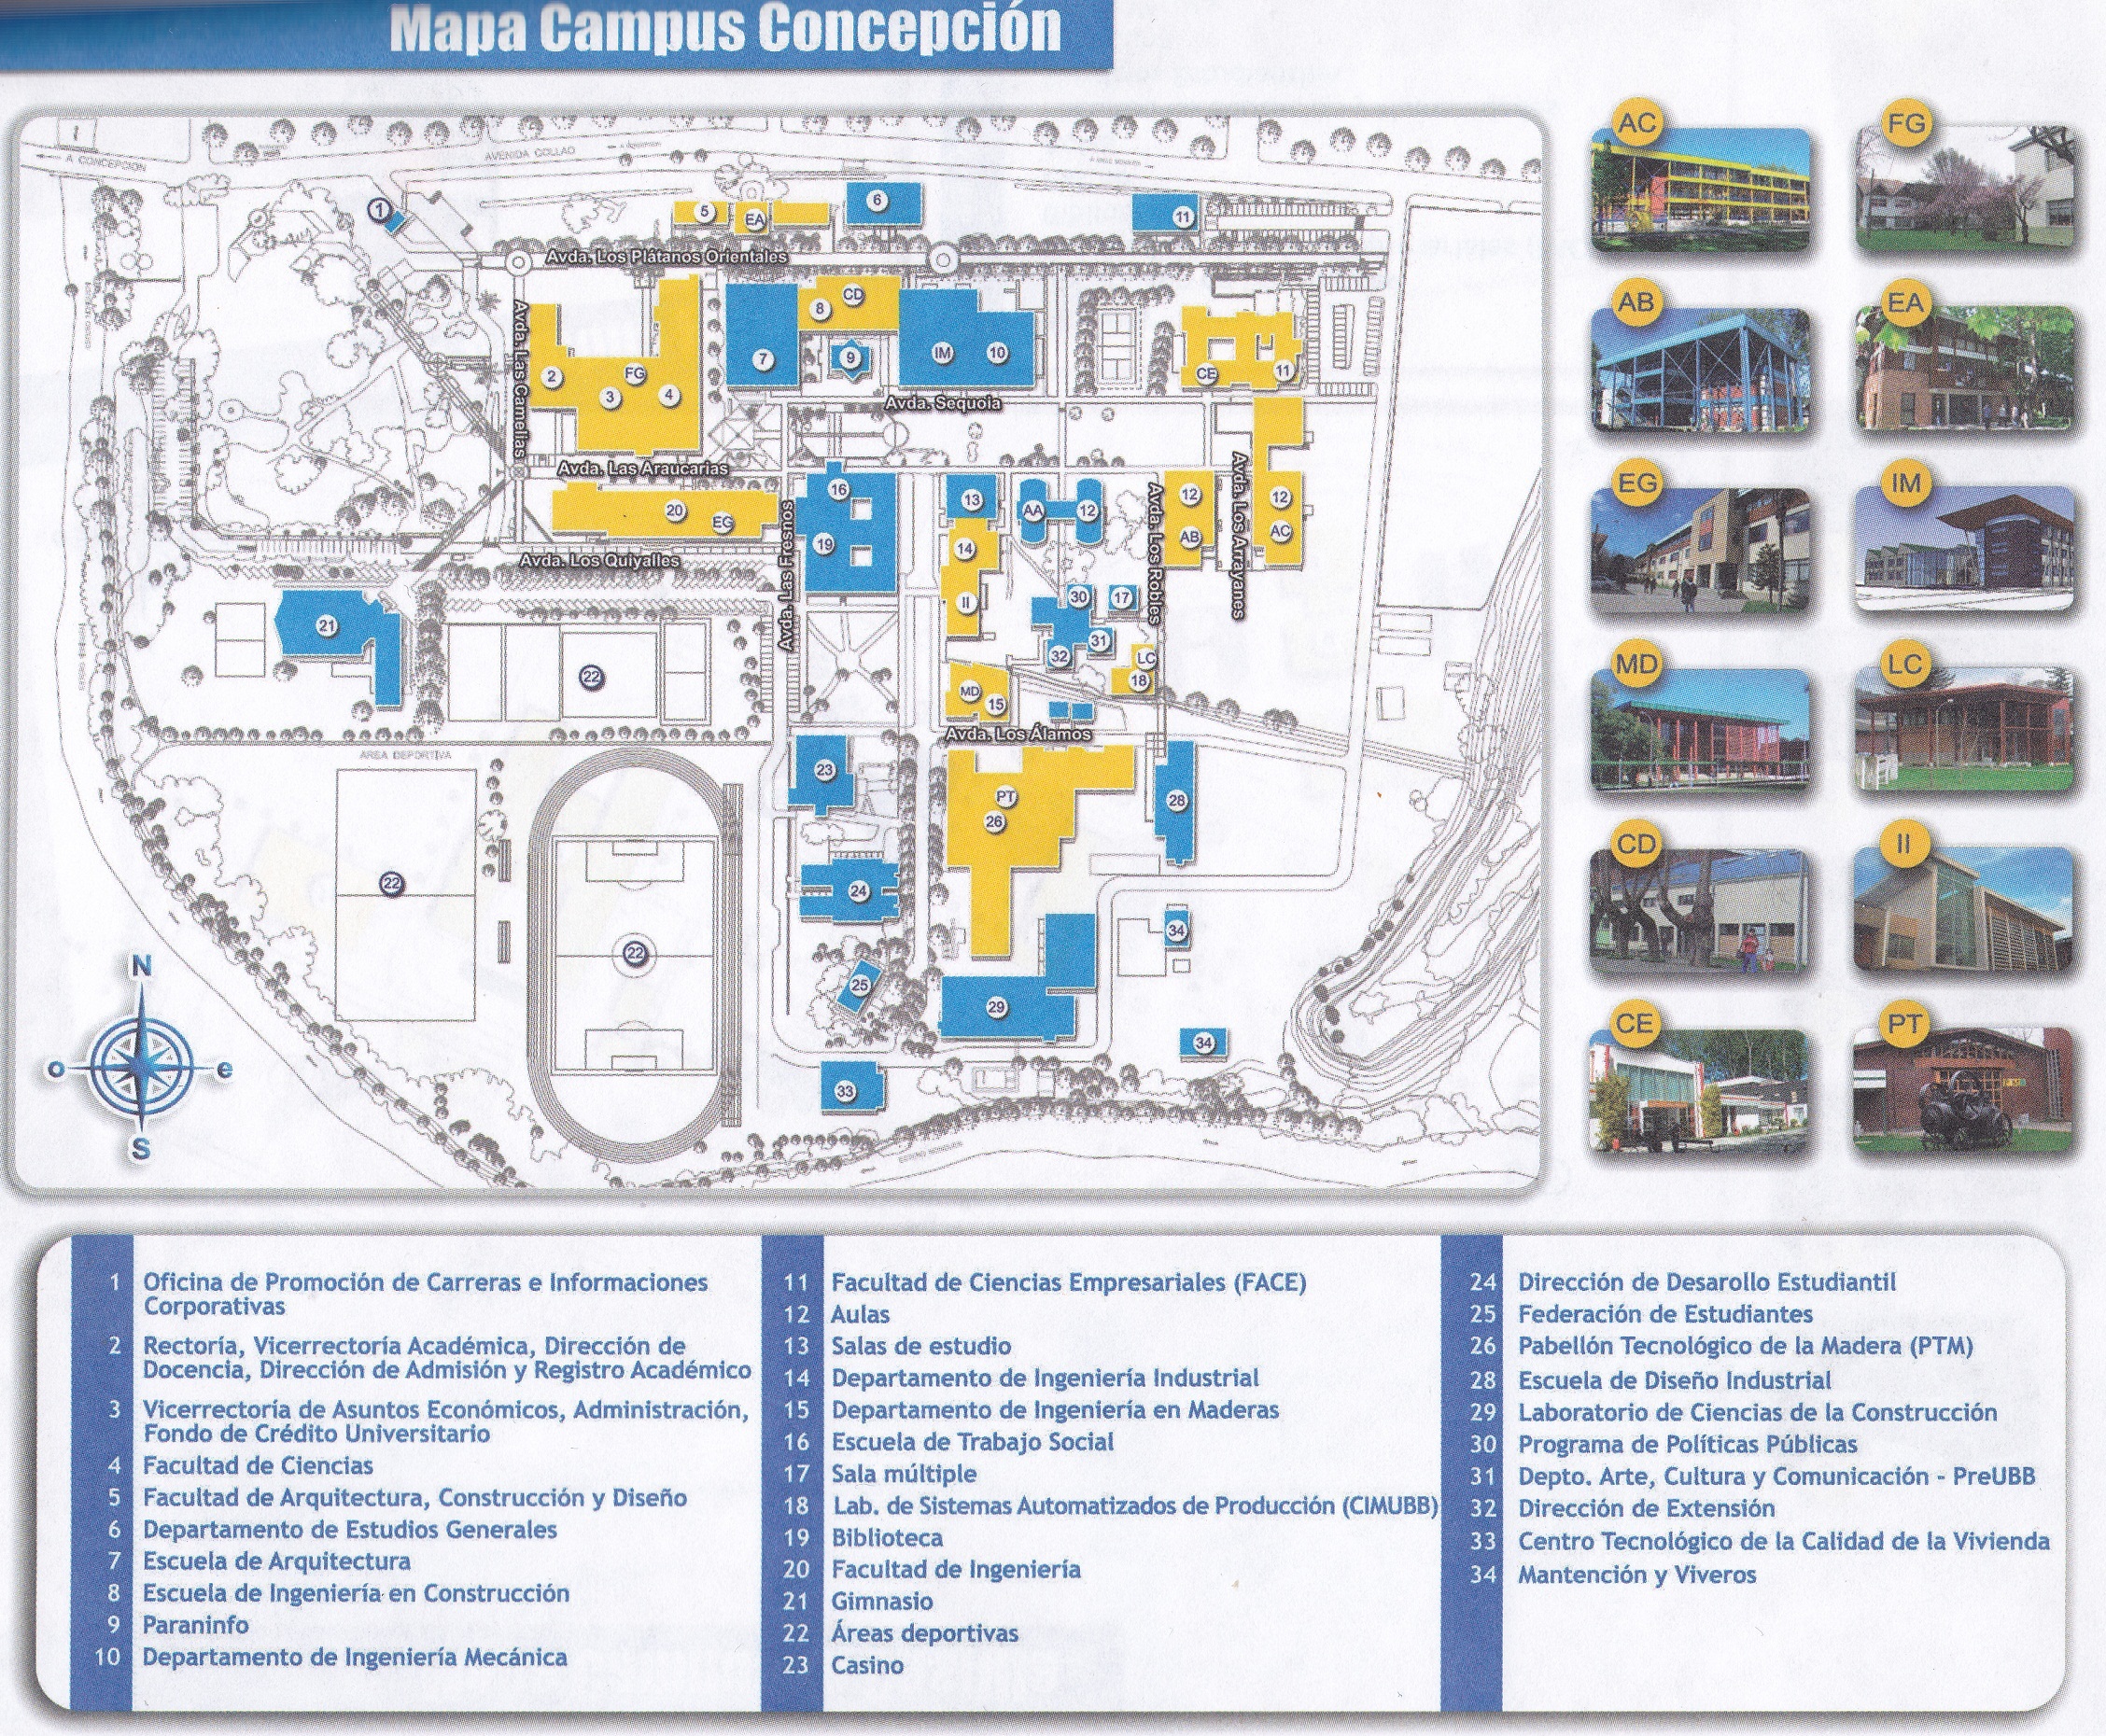 Mapa Campus Concepción
A CONCEPCION
AVENIDA COLLAO
1
5
EA
6
11
Avda. Los Plátanos Orientales
Avda. Las Camelias
2
FG
3
4
7
8
CD
9
IM
10
CE
11
Avda. Sequoia
Avda. Las Araucarias
20
EG
Avda. Los Quiyalles
Avda. Las Fresnos
16
19
13
14
II
AA
12
12
AB
Avda. Los Robles
Avda. Los Arrayanes
12
AC
30
17
31
32
LC
18
MD
15
Avda. Los Álamos
21
22
AREA DEPORTIVA
22
22
23
24
25
PT
26
28
29
34
34
33
N
o
e
S
AC
FG
AB
EA
EG
IM
MD
LC
CD
II
CE
PT
1 Oficina de Promoción de Carreras e Informaciones
Corporativas
2 Rectoría, Vicerrectoría Académica, Dirección de
Docencia, Dirección de Admisión y Registro Académico
3 Vicerrectoría de Asuntos Económicos, Administración,
Fondo de Crédito Universitario
4 Facultad de Ciencias
5 Facultad de Arquitectura, Construcción y Diseño
6 Departamento de Estudios Generales
7 Escuela de Arquitectura
8 Escuela de Ingeniería en Construcción
9 Paraninfo
10 Departamento de Ingeniería Mecánica
11 Facultad de Ciencias Empresariales (FACE)
12 Aulas
13 Salas de estudio
14 Departamento de Ingeniería Industrial
15 Departamento de Ingeniería en Maderas
16 Escuela de Trabajo Social
17 Sala múltiple
18 Lab. de Sistemas Automatizados de Producción (CIMUBB)
19 Biblioteca
20 Facultad de Ingeniería
21 Gimnasio
22 Áreas deportivas
23 Casino
24 Dirección de Desarollo Estudiantil
25 Federación de Estudiantes
26 Pabellón Tecnológico de la Madera (PTM)
28 Escuela de Diseño Industrial
29 Laboratorio de Ciencias de la Construcción
30 Programa de Políticas Públicas
31 Depto. Arte, Cultura y Comunicación - PreUBB
32 Dirección de Extensión
33 Centro Tecnológico de la Calidad de la Vivienda
34 Mantención y Viveros